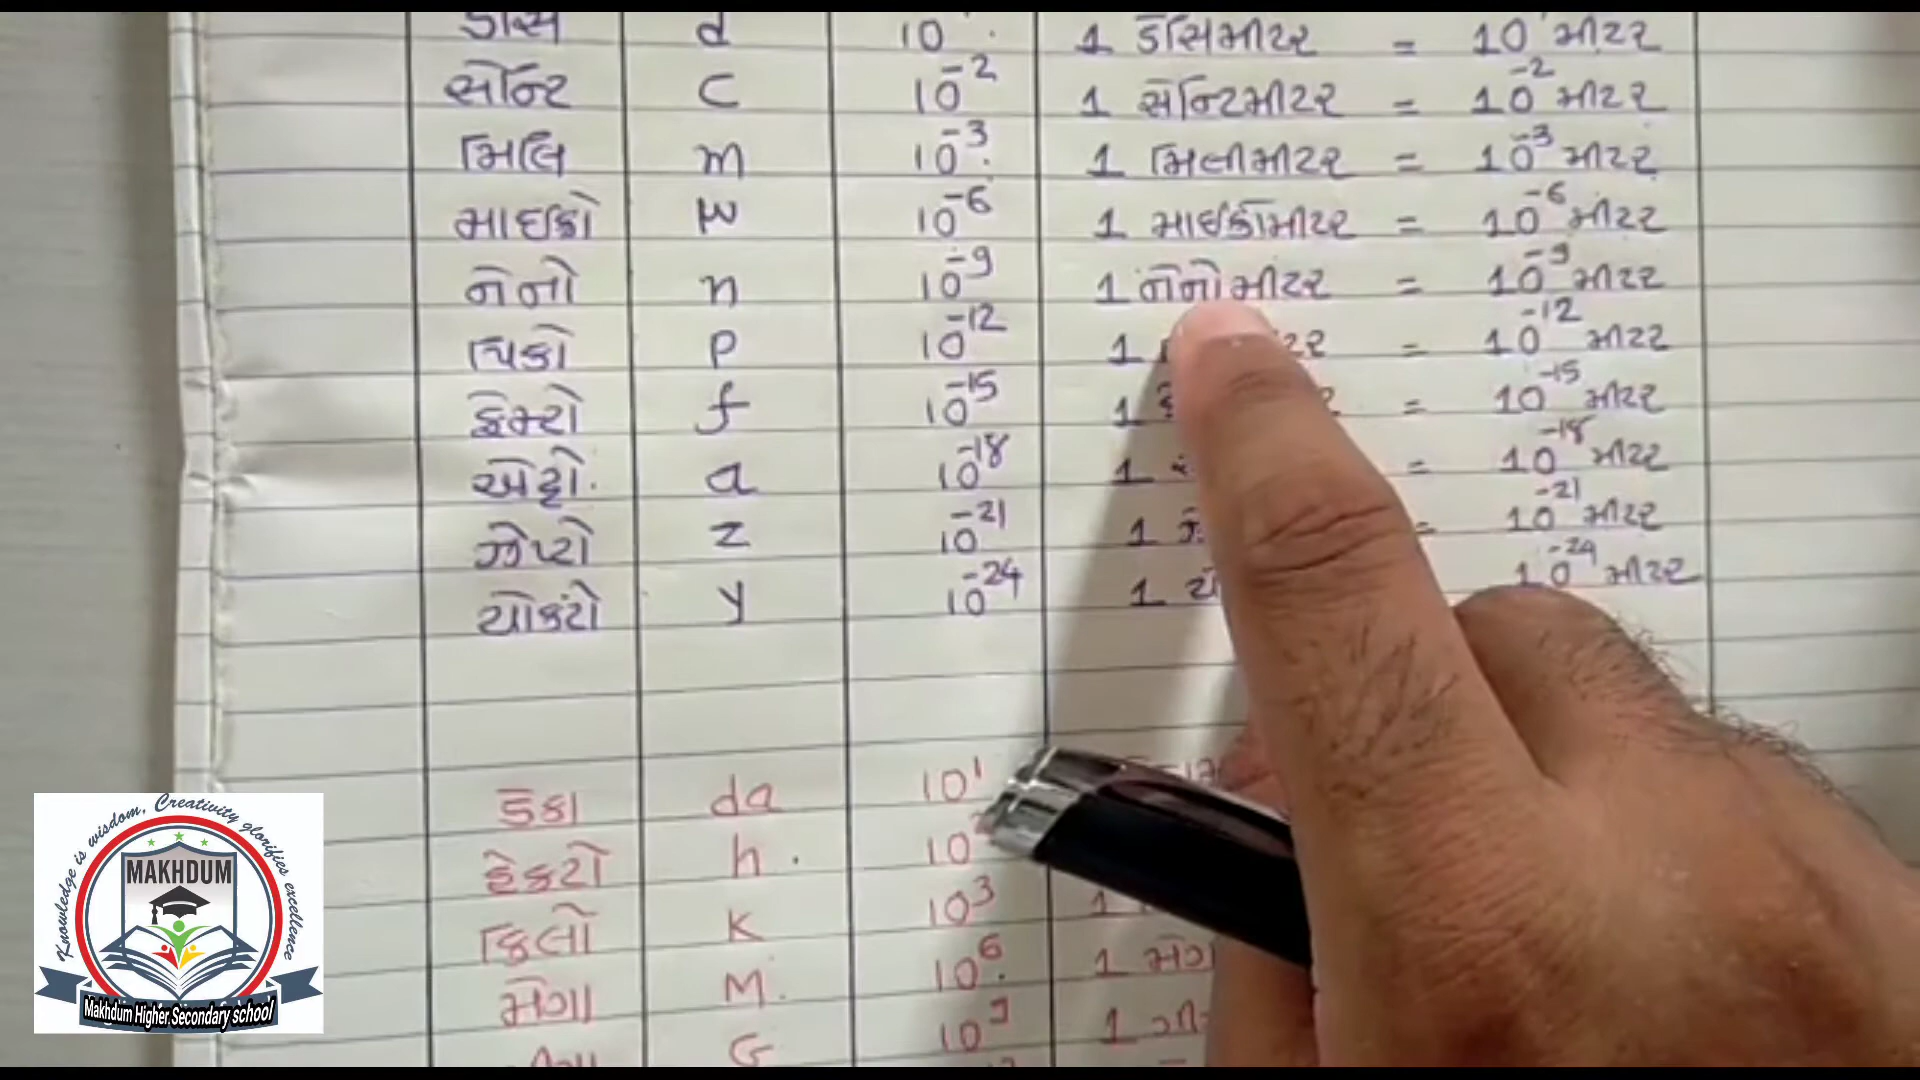 ડેસિ d 10 1 ડેસિમીટર = 10 મીટર
સેન્ટિ c 10⁻² 1 સેન્ટિમીટર = 10⁻² મીટર
મિલિ m 10⁻³ 1 મિલીમીટર = 10⁻³ મીટર
માઇક્રો μ 10⁻⁶ 1 માઇક્રોમીટર = 10⁻⁶ મીટર
નેનો n 10⁻⁹ 1 નેનોમીટર = 10⁻⁹ મીટર
પિકો p 10⁻¹² 1 = 10⁻¹² મીટર
ફેમ્ટો f 10⁻¹⁵ 1 = 10⁻¹⁵ મીટર
એટ્ટો a 10⁻¹⁸ 1 = 10⁻¹⁸ મીટર
ઝેપ્ટો z 10⁻²¹ 1 = 10⁻²¹ મીટર
યોક્ટો y 10⁻²⁴ 1 10⁻²⁴ મીટર
ડેકા da 10¹
હેક્ટો h 10
કિલો K 10³ 1
મેગા M 10⁶ 1 મેગ
G 10⁹ 1
Knowledge is wisdom, Creativity glorifies excellence
MAKHDUM
Makhdum Higher Secondary school